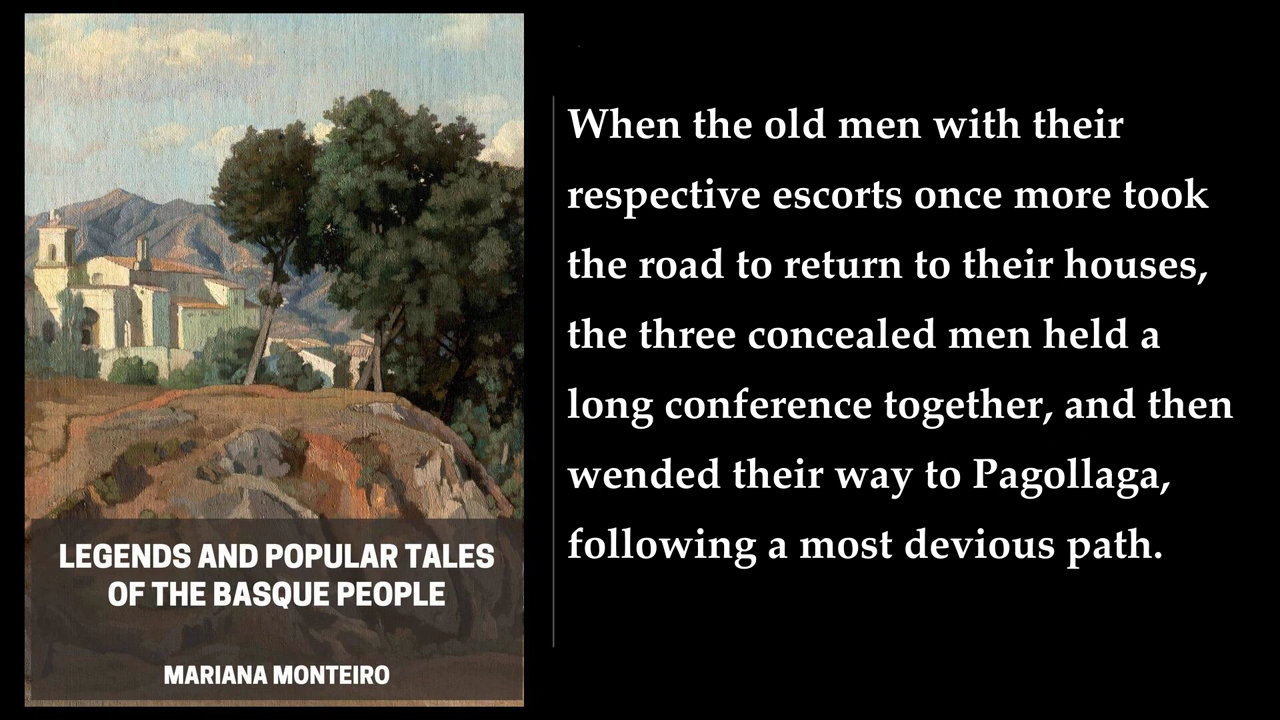 LEGENDS AND POPULAR TALES
OF THE BASQUE PEOPLE
MARIANA MONTEIRO
When the old men with their
respective escorts once more took
the road to return to their houses,
the three concealed men held a
long conference together, and then
wended their way to Pagollaga,
following a most devious path.